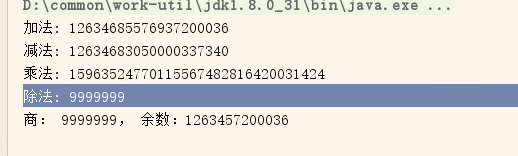 D:\common\work-util\jdk1.8.0_31\bin\java.exe ...
加法: 12634685576937200036
减法: 12634683050000337340
乘法: 15963524770115567482816420031424
除法: 9999999
商： 9999999， 余数：1263457200036